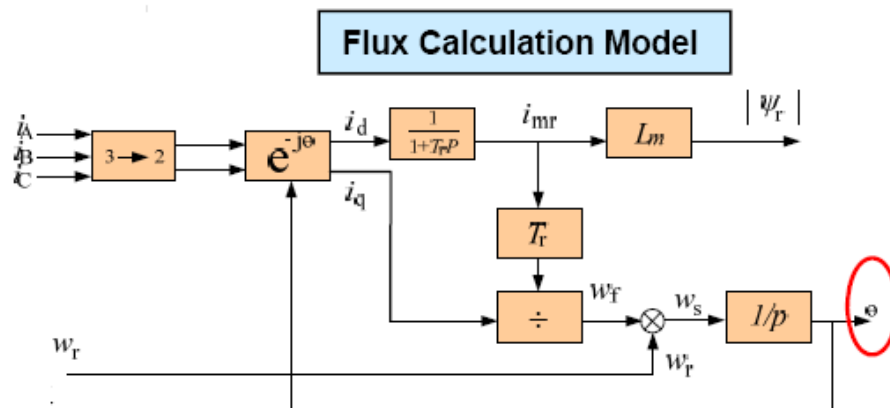 Flux Calculation Model
iA
iB
iC
3 → 2
e^-jθ
id
iq
1
1+TrP
imr
Lm
|ψr|
Tr
÷
wf
ws
1/p
θ
wr
wr